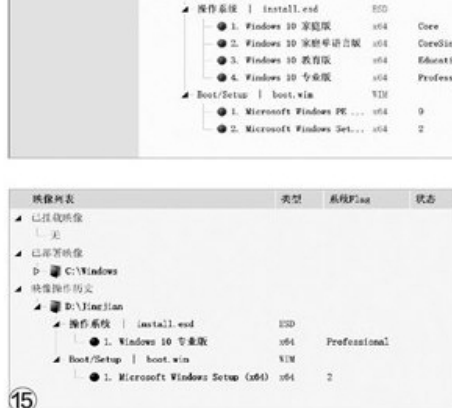 操作系统 | install.esd ESD
1. Windows 10 家庭版 x64 Core
2. Windows 10 家庭单语言版 x64 CoreSin
3. Windows 10 教育版 x64 Educati
4. Windows 10 专业版 x64 Profess
Boot/Setup | boot.wim WIM
1. Microsoft Windows PE ... x64 9
2. Microsoft Windows Set... x64 2
映像列表 类型 系统Flag 状态
已挂载映像
无
已部署映像
C:\Windows
映像操作历史
D:\Jingjian
操作系统 | install.esd ESD
1. Windows 10 专业版 x64 Professional
Boot/Setup | boot.wim WIM
1. Microsoft Windows Setup (x64) x64 2
⑮